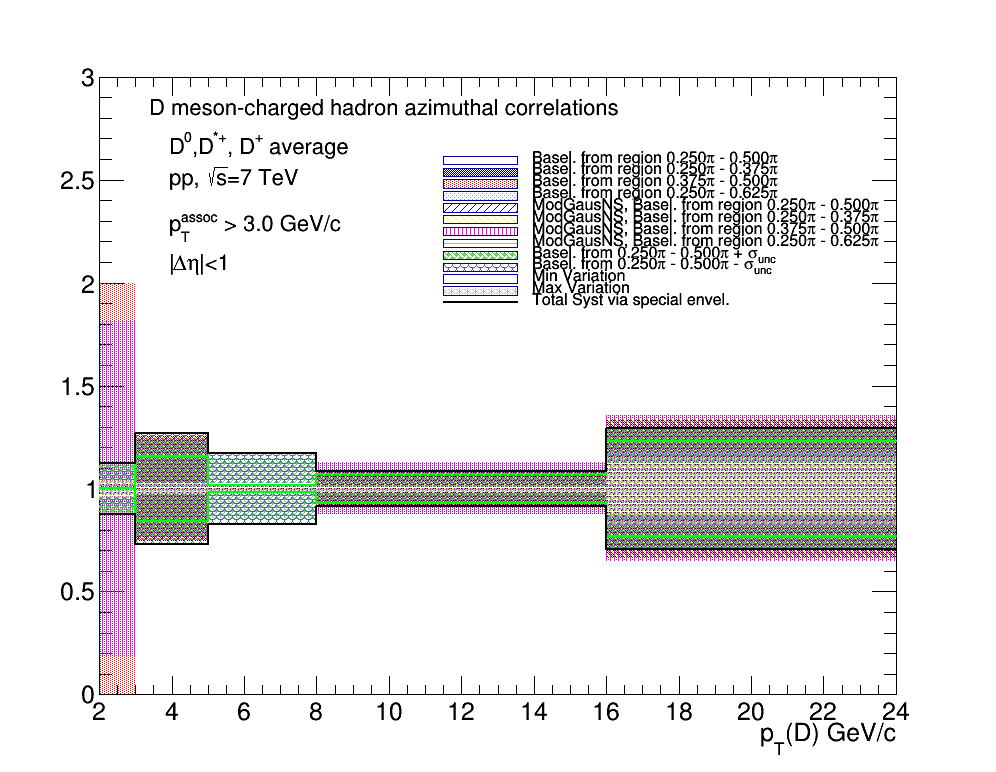 D meson-charged hadron azimuthal correlations
D⁰,D*⁺, D⁺ average
pp, √s=7 TeV
p_T^assoc > 3.0 GeV/c
|Δη|<1
Basel. from region 0.250π - 0.500π
Basel. from region 0.250π - 0.375π
Basel. from region 0.375π - 0.500π
Basel. from region 0.250π - 0.625π
ModGausNS, Basel. from region 0.250π - 0.500π
ModGausNS, Basel. from region 0.250π - 0.375π
ModGausNS, Basel. from region 0.375π - 0.500π
ModGausNS, Basel. from region 0.250π - 0.625π
Basel. from 0.250π - 0.500π + σ_unc
Basel. from 0.250π - 0.500π - σ_unc
Min Variation
Max Variation
Total Syst via special envel.
3
2.5
2
1.5
1
0.5
0
2 4 6 8 10 12 14 16 18 20 22 24
p_T(D) GeV/c